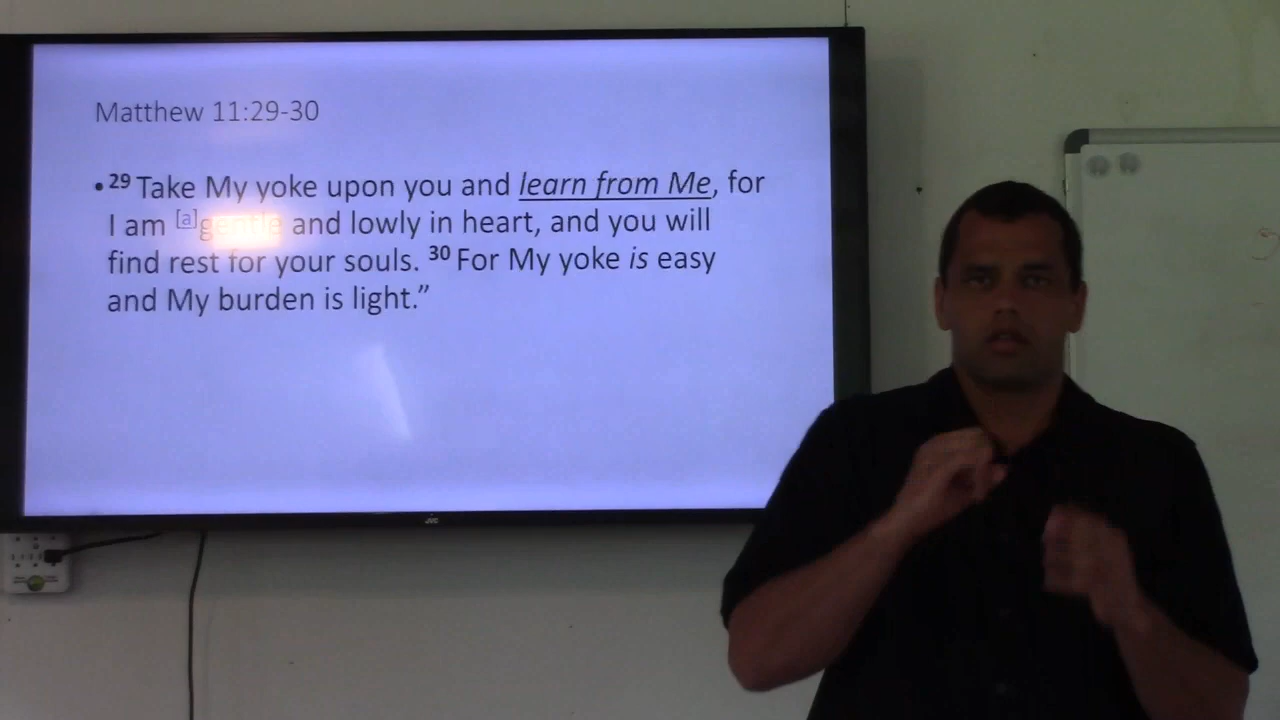 Matthew 11:29-30
• 29 Take My yoke upon you and learn from Me, for
I am [a]gentle and lowly in heart, and you will
find rest for your souls. 30 For My yoke is easy
and My burden is light.”
JVC